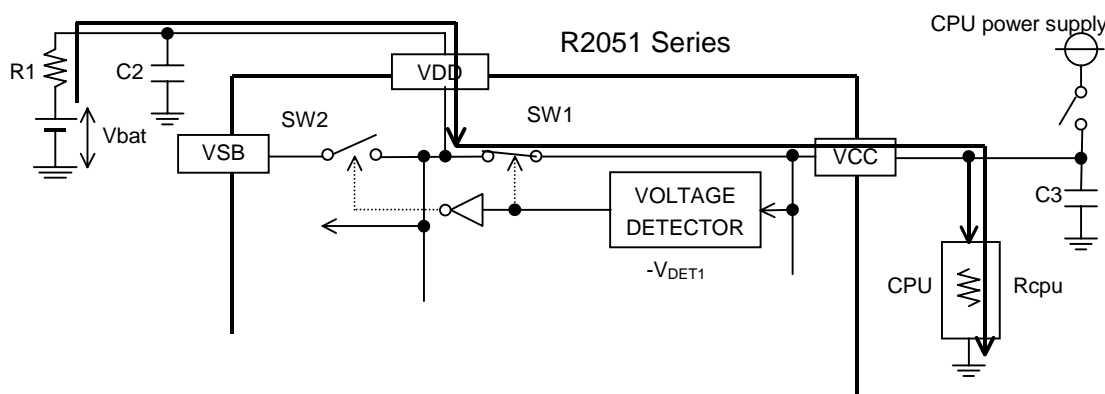 CPU power supply
R2051 Series
R1
C2
VDD
Vbat
SW2
SW1
VSB
VCC
VOLTAGE
DETECTOR
C3
-VDET1
CPU
Rcpu